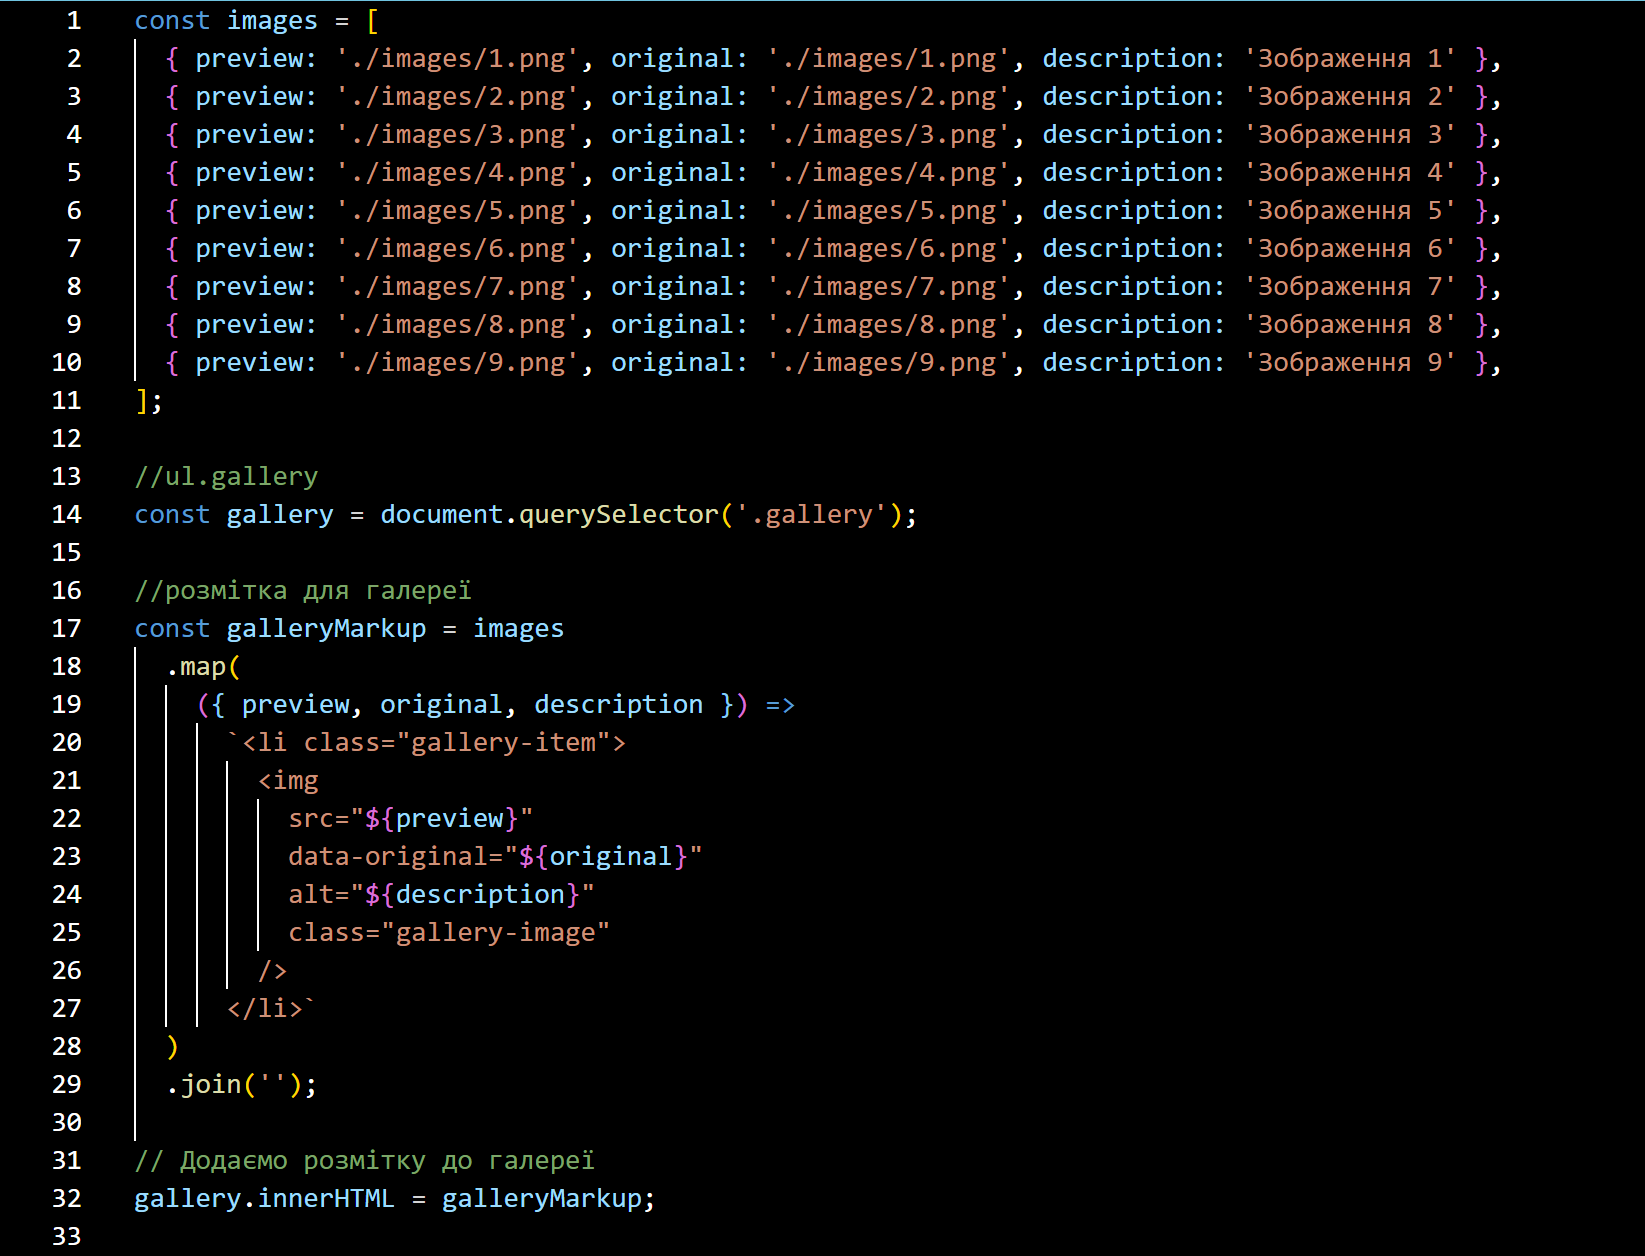 1 const images = [
2 { preview: './images/1.png', original: './images/1.png', description: 'Зображення 1' },
3 { preview: './images/2.png', original: './images/2.png', description: 'Зображення 2' },
4 { preview: './images/3.png', original: './images/3.png', description: 'Зображення 3' },
5 { preview: './images/4.png', original: './images/4.png', description: 'Зображення 4' },
6 { preview: './images/5.png', original: './images/5.png', description: 'Зображення 5' },
7 { preview: './images/6.png', original: './images/6.png', description: 'Зображення 6' },
8 { preview: './images/7.png', original: './images/7.png', description: 'Зображення 7' },
9 { preview: './images/8.png', original: './images/8.png', description: 'Зображення 8' },
10 { preview: './images/9.png', original: './images/9.png', description: 'Зображення 9' },
11 ];
12
13 //ul.gallery
14 const gallery = document.querySelector('.gallery');
15
16 //розмітка для галереї
17 const galleryMarkup = images
18 .map(
19 ({ preview, original, description }) =>
20 `<li class="gallery-item">
21 <img
22 src="${preview}"
23 data-original="${original}"
24 alt="${description}"
25 class="gallery-image"
26 />
27 </li>`
28 )
29 .join('');
30
31 // Додаємо розмітку до галереї
32 gallery.innerHTML = galleryMarkup;
33